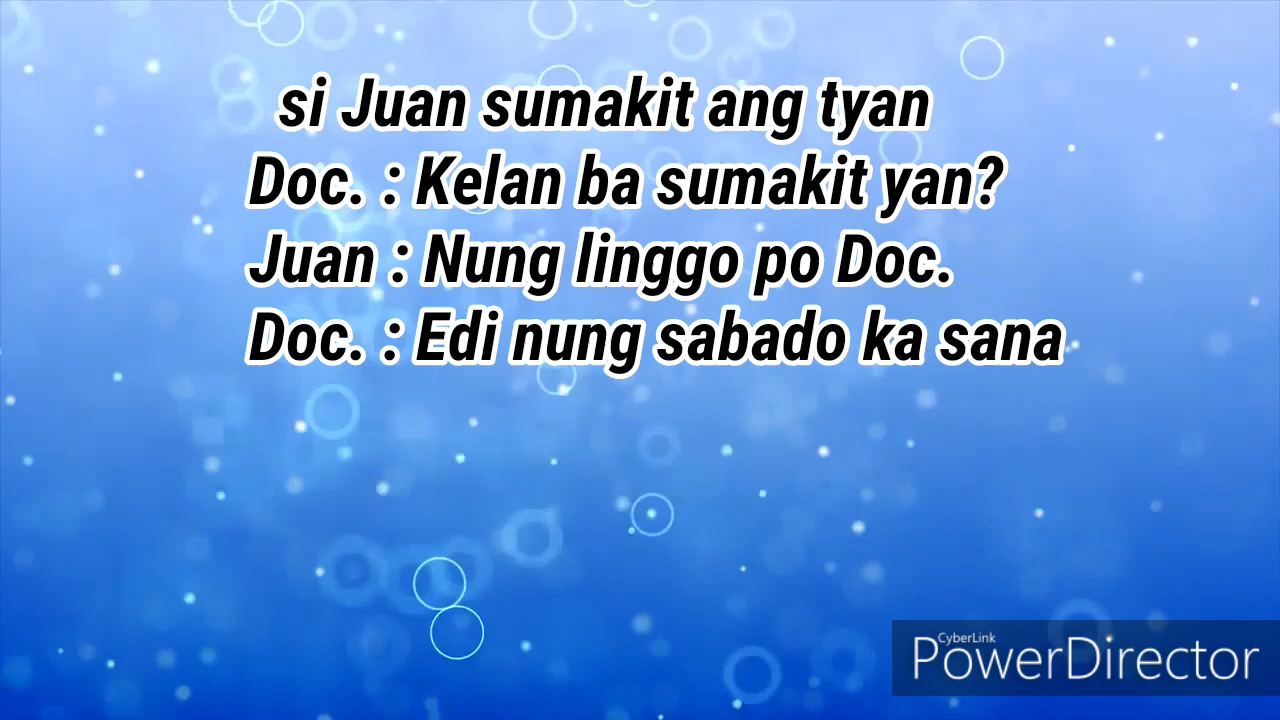 si Juan sumakit ang tyan
Doc. : Kelan ba sumakit yan?
Juan : Nung linggo po Doc.
Doc. : Edi nung sabado ka sana
CyberLink
PowerDirector